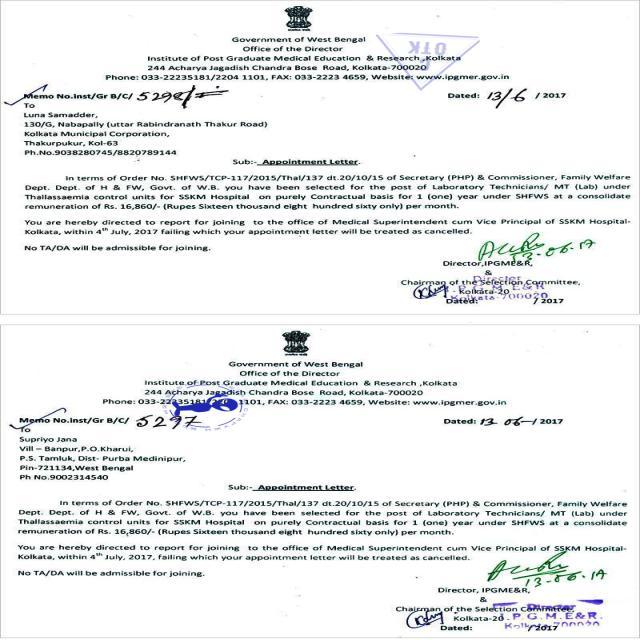 Government of West Bengal
Office of the Director
Institute of Post Graduate Medical Education & Research ,Kolkata
244 Acharya Jagadish Chandra Bose Road, Kolkata-700020
Phone: 033-22235181/2204 1101, FAX: 033-2223 4659, Website: www.ipgmer.gov.in
Memo No.Inst/Gr B/C/ 5298/ Dated: 13/6 / 2017
To
Luna Samadder,
130/G, Nabapally (uttar Rabindranath Thakur Road)
Kolkata Municipal Corporation,
Thakurpukur, Kol-63
Ph.No.9038280745/8820789144
Sub:- Appointment Letter.
In terms of Order No. SHFWS/TCP-117/2015/Thal/137 dt.20/10/15 of Secretary (PHP) & Commissioner, Family Welfare
Dept. Dept. of H & FW, Govt. of W.B. you have been selected for the post of Laboratory Technicians/ MT (Lab) under
Thallassaemia control units for SSKM Hospital on purely Contractual basis for 1 (one) year under SHFWS at a consolidate
remuneration of Rs. 16,860/- (Rupees Sixteen thousand eight hundred sixty only) per month.
You are hereby directed to report for joining to the office of Medical Superintendent cum Vice Principal of SSKM Hospital-
Kolkata, within 4th July, 2017 failing which your appointment letter will be treated as cancelled.
No TA/DA will be admissible for joining.
13-06-17
Director,IPGME&R,
&
Director
Chairman of the Selection Committee,
I.P.G.M.E&R
Kolkata-20
Kolkata-700020
Dated: / 2017
Government of West Bengal
Office of the Director
Institute of Post Graduate Medical Education & Research ,Kolkata
244 Acharya Jagadish Chandra Bose Road, Kolkata-700020
Phone: 033-22235181/2204 1101, FAX: 033-2223 4659, Website: www.ipgmer.gov.in
Memo No.Inst/Gr B/C/ 5297 Dated: 13-06-/ 2017
To
Supriyo Jana
Vill – Banpur,P.O.Kharui,
P.S. Tamluk, Dist- Purba Medinipur,
Pin-721134,West Bengal
Ph No.9002314540
Sub:- Appointment Letter.
In terms of Order No. SHFWS/TCP-117/2015/Thal/137 dt.20/10/15 of Secretary (PHP) & Commissioner, Family Welfare
Dept. Dept. of H & FW, Govt. of W.B. you have been selected for the post of Laboratory Technicians/ MT (Lab) under
Thallassaemia control units for SSKM Hospital on purely Contractual basis for 1 (one) year under SHFWS at a consolidate
remuneration of Rs. 16,860/- (Rupees Sixteen thousand eight hundred sixty only) per month.
You are hereby directed to report for joining to the office of Medical Superintendent cum Vice Principal of SSKM Hospital-
Kolkata, within 4th July, 2017, failing which your appointment letter will be treated as cancelled.
No TA/DA will be admissible for joining.
13-06-17
Director, IPGME&R,
&
Chairman of the Selection Committee,
Director
Kolkata-20
I.P.G.M.E&R.
Kolkata-700020
Dated: / 2017